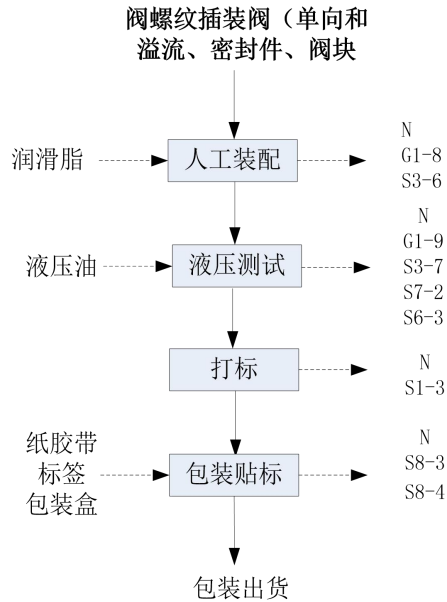 阀螺纹插装阀（单向和
溢流、密封件、阀块
润滑脂
人工装配
N
G1-8
S3-6
液压油
液压测试
N
G1-9
S3-7
S7-2
S6-3
打标
N
S1-3
纸胶带
标签
包装盒
包装贴标
N
S8-3
S8-4
包装出货